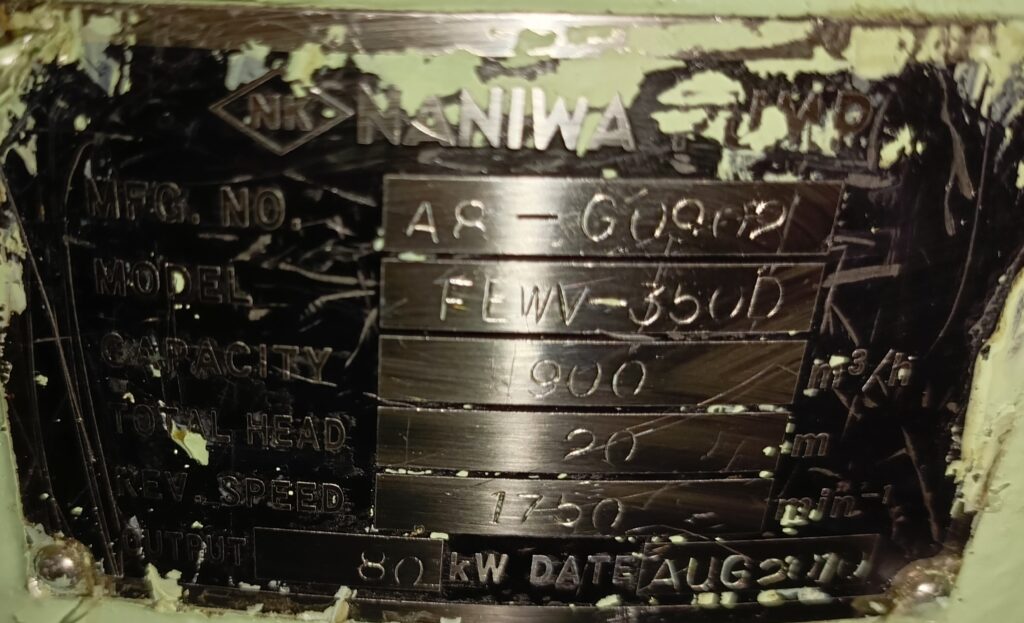 NK NANIWA
MFG. NO. A8-G0902
MODEL FEWV-350D
CAPACITY 900 m³/h
TOTAL HEAD 20 m
REV. SPEED 1750 min⁻¹
OUTPUT 80 kW DATE AUG